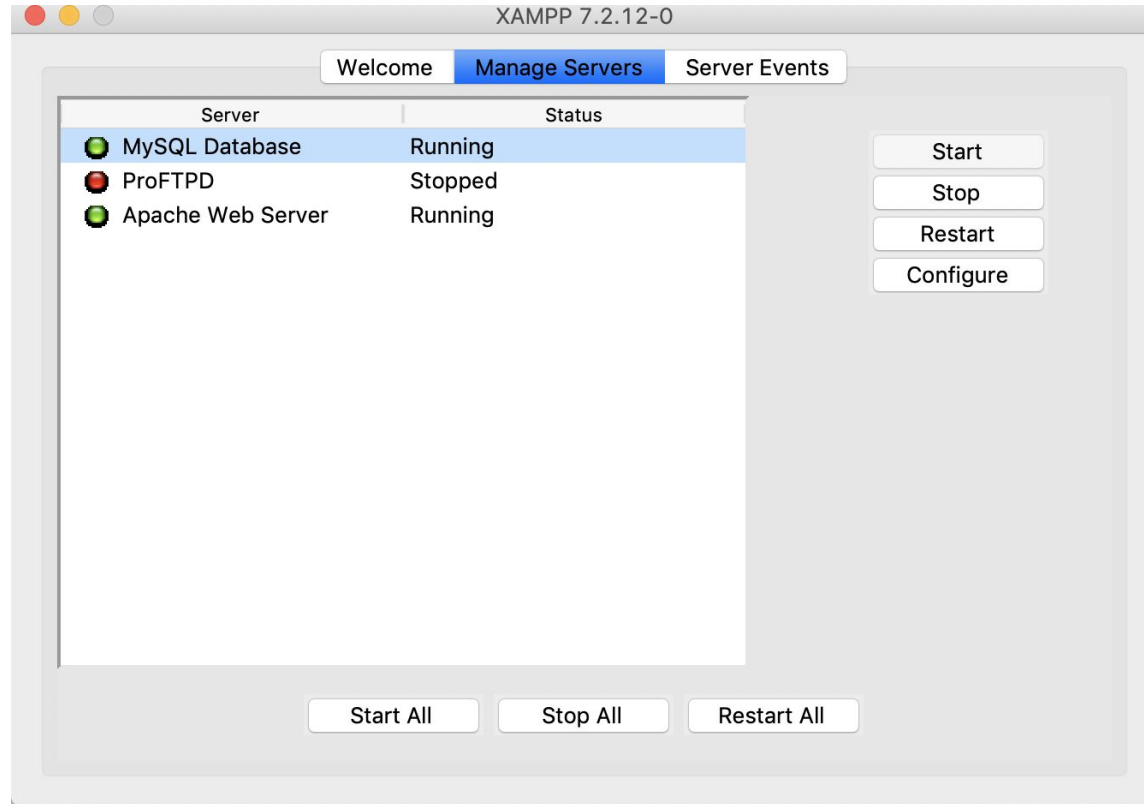 XAMPP 7.2.12-0
Welcome Manage Servers Server Events
Server Status
MySQL Database Running
ProFTPD Stopped
Apache Web Server Running
Start
Stop
Restart
Configure
Start All Stop All Restart All